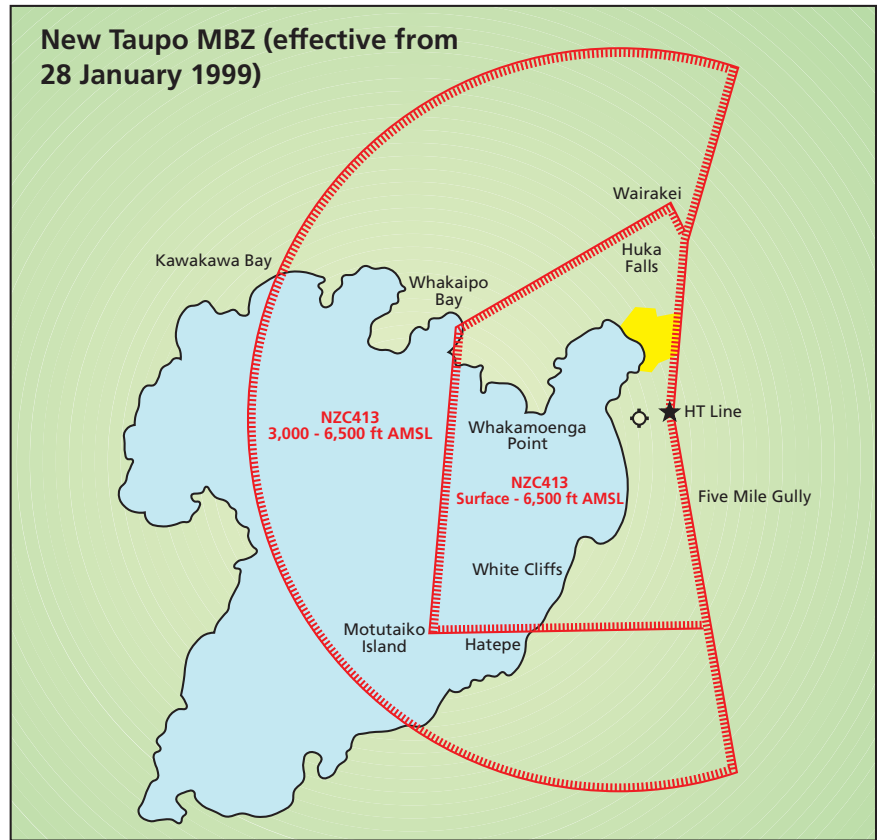 New Taupo MBZ (effective from
28 January 1999)
Wairakei
Huka
Falls
Kawakawa Bay
Whakaipo
Bay
NZC413
3,000 - 6,500 ft AMSL
Whakamoenga
Point
HT Line
NZC413
Surface - 6,500 ft AMSL
Five Mile Gully
White Cliffs
Motutaiko
Island
Hatepe